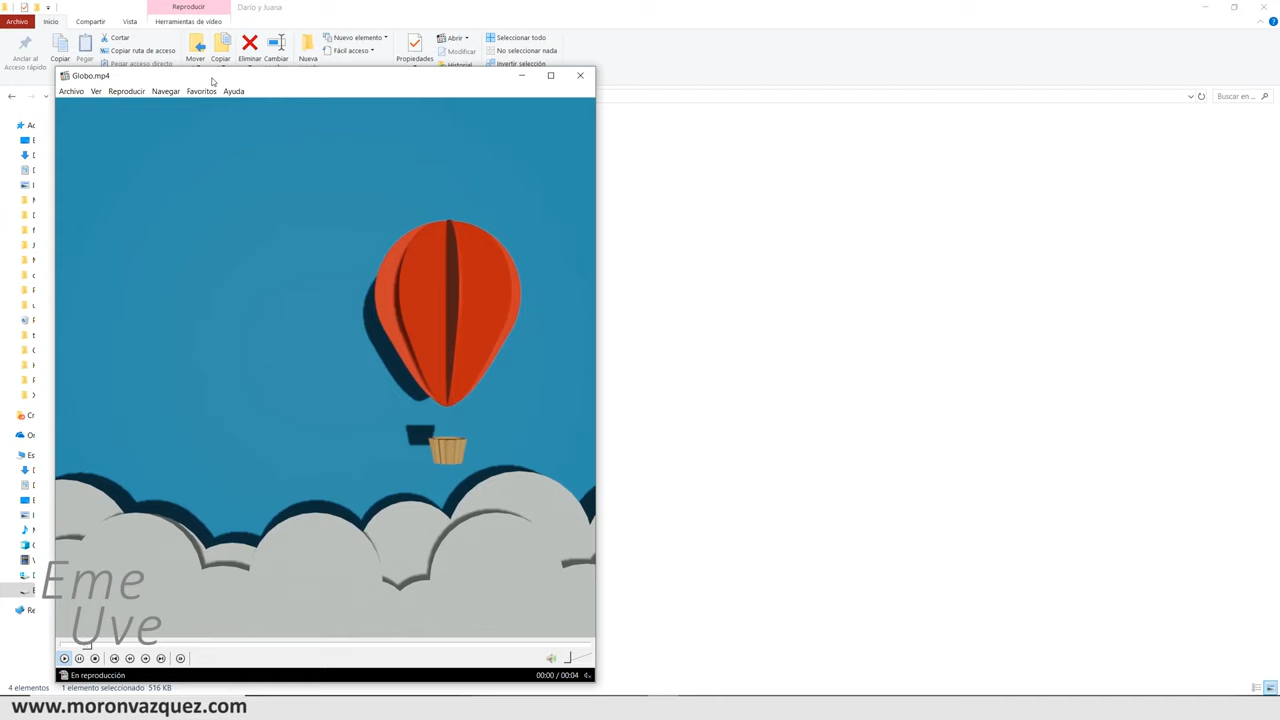 Reproducir
Darío y Juana
Archivo
Inicio
Compartir
Vista
Herramientas de vídeo
Anclar al
Acceso rápido
Copiar
Pegar
Cortar
Copiar ruta de acceso
Pegar acceso directo
Mover
Copiar
Eliminar
Cambiar
Nueva
Nuevo elemento
Fácil acceso
Propiedades
Abrir
Modificar
Historial
Seleccionar todo
No seleccionar nada
Invertir selección
Globo.mp4
Archivo Ver Reproducir Navegar Favoritos Ayuda
Buscar en ...
Eme
Uve
En reproducción
00:00 / 00:04
4 elementos 1 elemento seleccionado 516 KB
www.moronvazquez.com